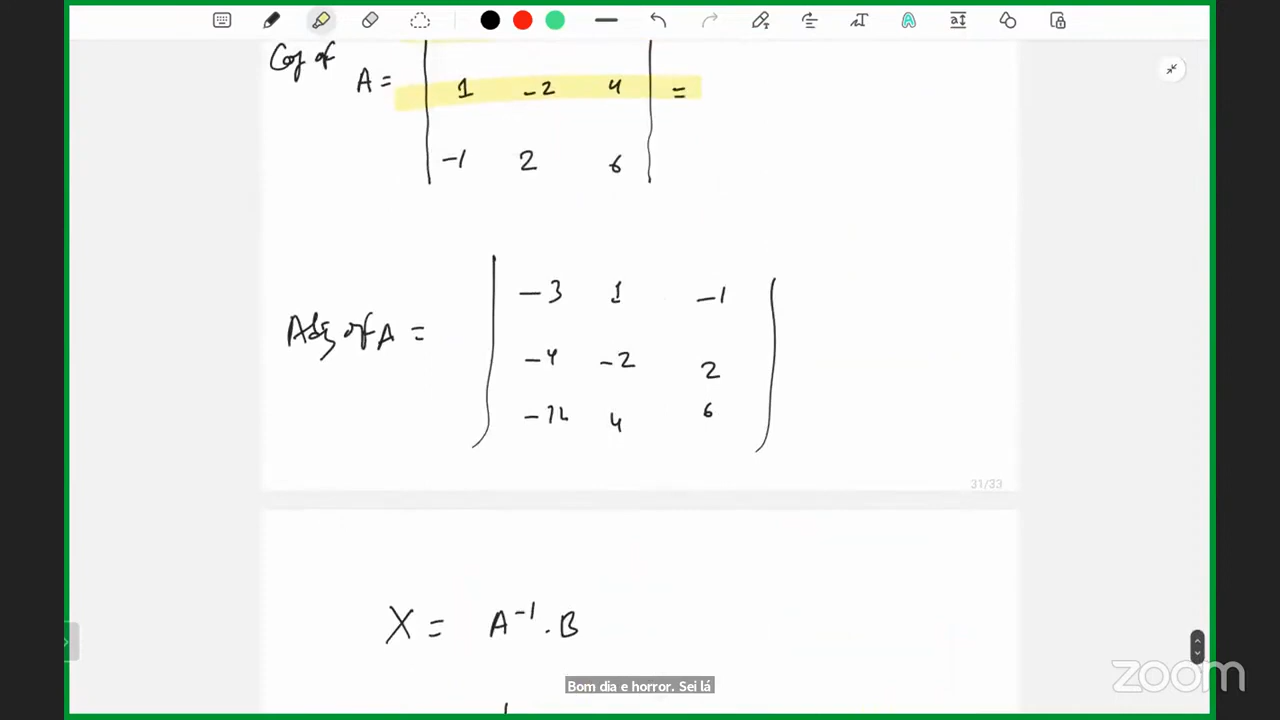 Cof of
A =
1 -2 4 =
-1 2 6
-3 1 -1
Adj of A =
-4 -2 2
4 6
31/33
X = A⁻¹ . B
Bom dia e horror. Sei lá
zoom